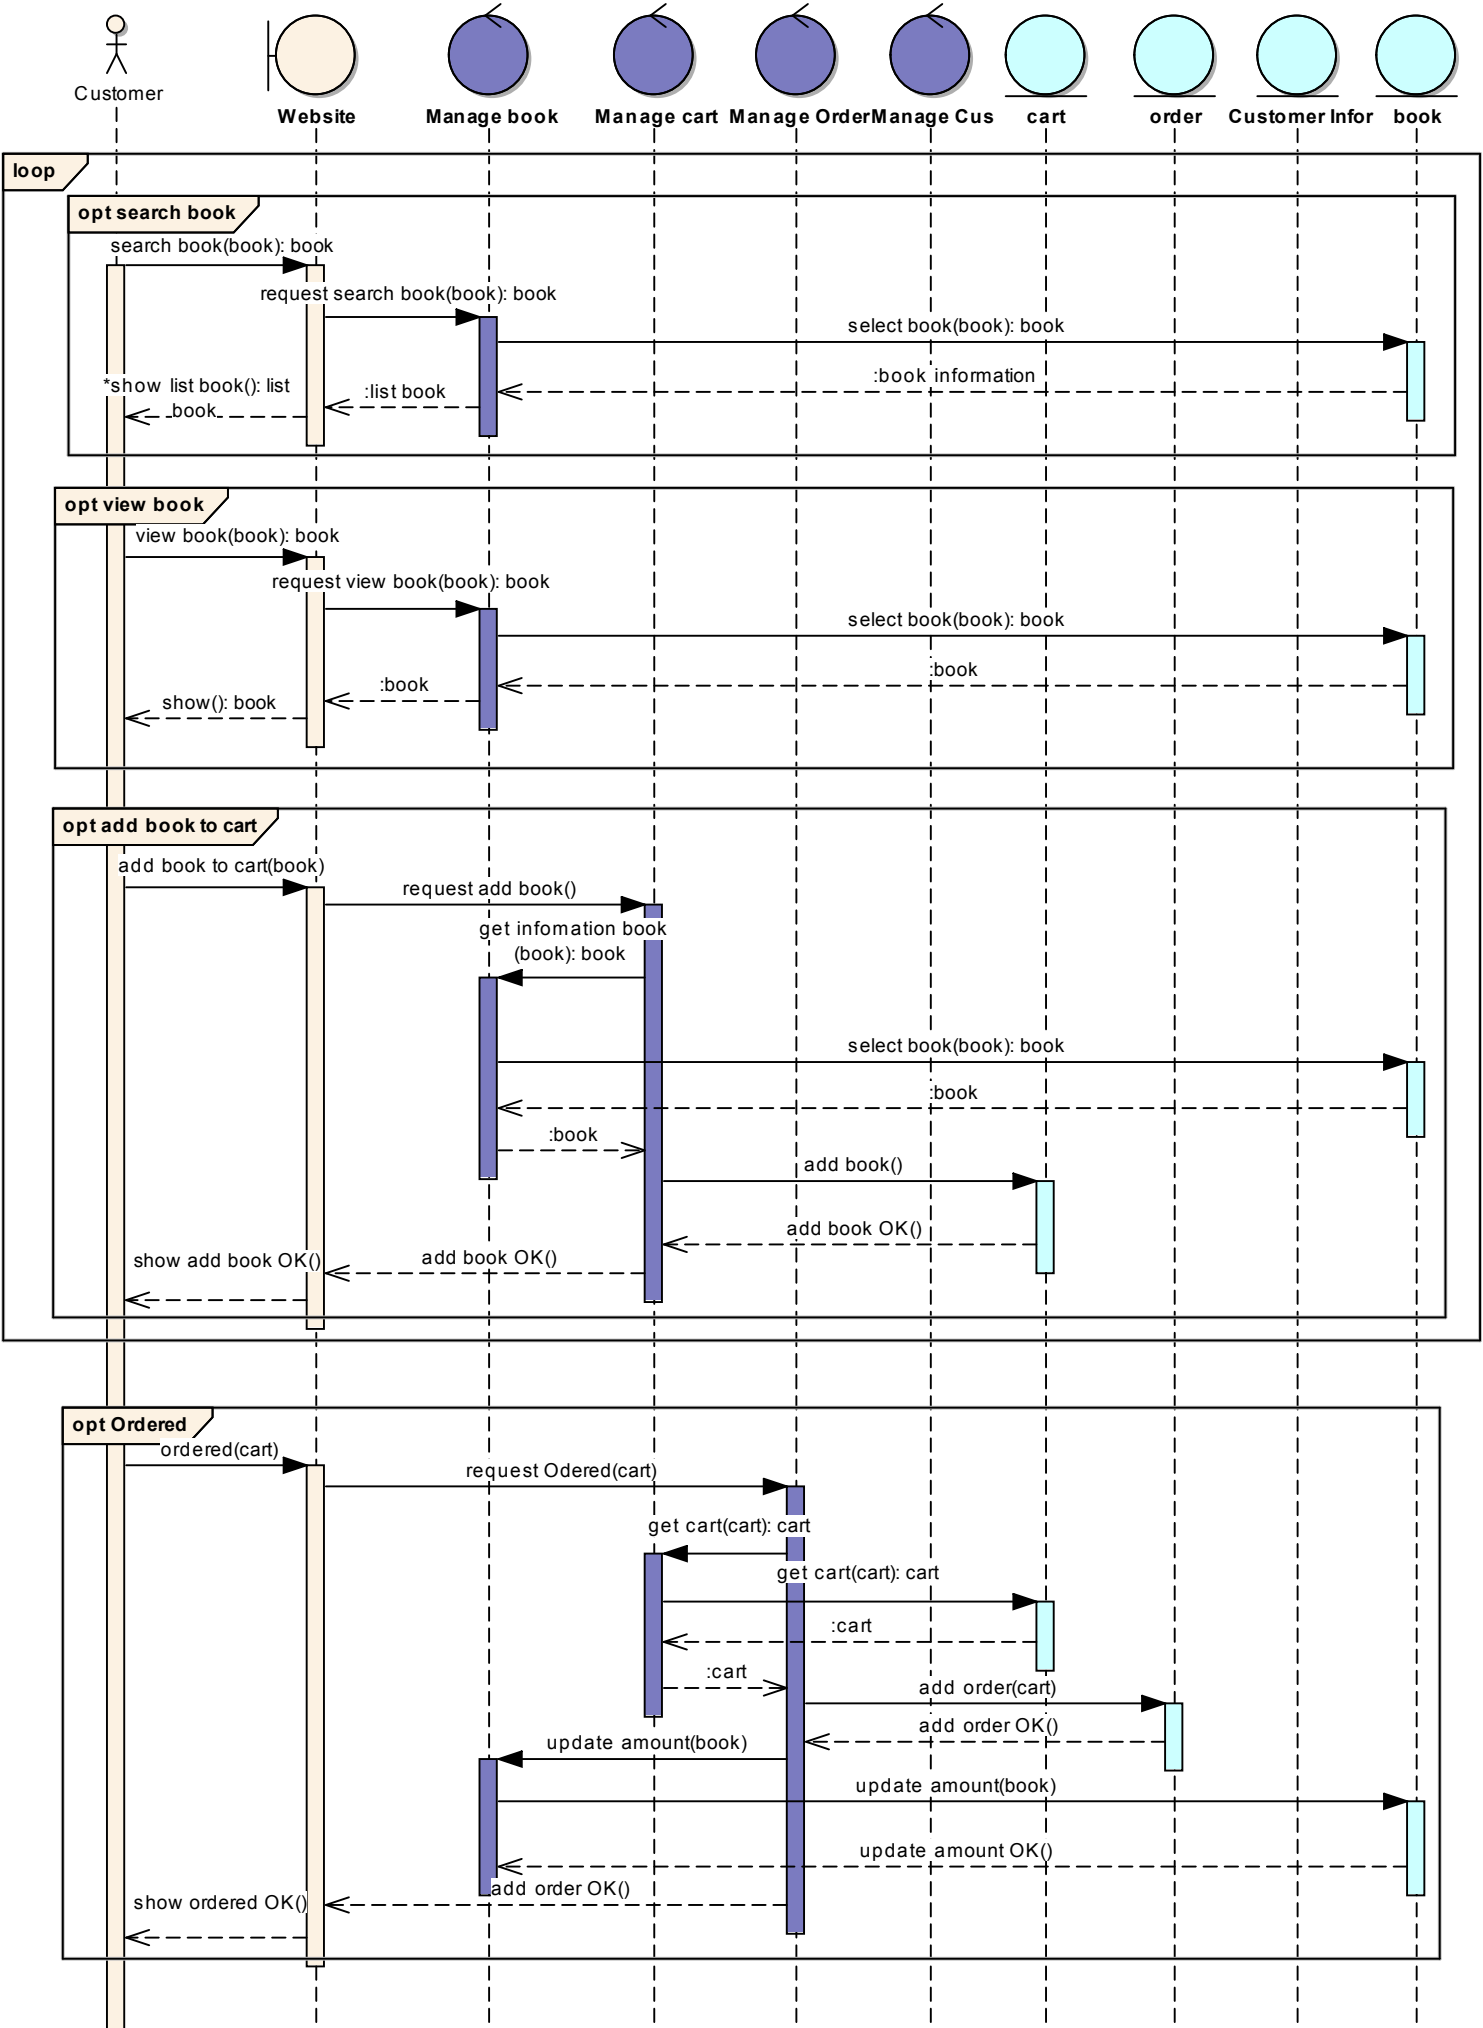 Customer
Website
Manage book
Manage cart
Manage Order
Manage Cus
cart
order
Customer Infor
book
loop
opt search book
search book(book): book
request search book(book): book
select book(book): book
:book information
:list book
*show list book(): list
book
opt view book
view book(book): book
request view book(book): book
select book(book): book
:book
:book
show(): book
opt add book to cart
add book to cart(book)
request add book()
get infomation book
(book): book
select book(book): book
:book
:book
add book()
add book OK()
add book OK()
show add book OK()
opt Ordered
ordered(cart)
request Odered(cart)
get cart(cart): cart
get cart(cart): cart
:cart
:cart
add order(cart)
add order OK()
update amount(book)
update amount(book)
update amount OK()
add order OK()
show ordered OK()